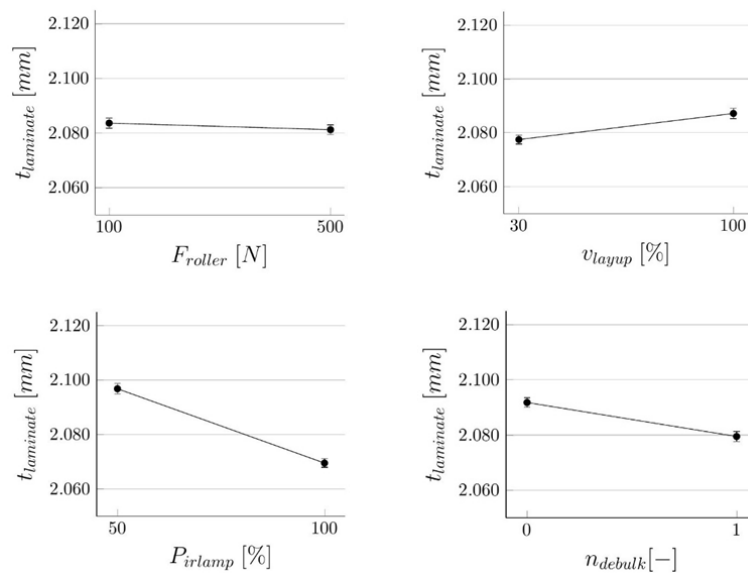 2.120
2.100
2.080
2.060
t_laminate [mm]
100 500
F_roller [N]
2.120
2.100
2.080
2.060
t_laminate [mm]
30 100
v_layup [%]
2.120
2.100
2.080
2.060
t_laminate [mm]
50 100
P_irlamp [%]
2.120
2.100
2.080
2.060
t_laminate [mm]
0 1
n_debulk[−]